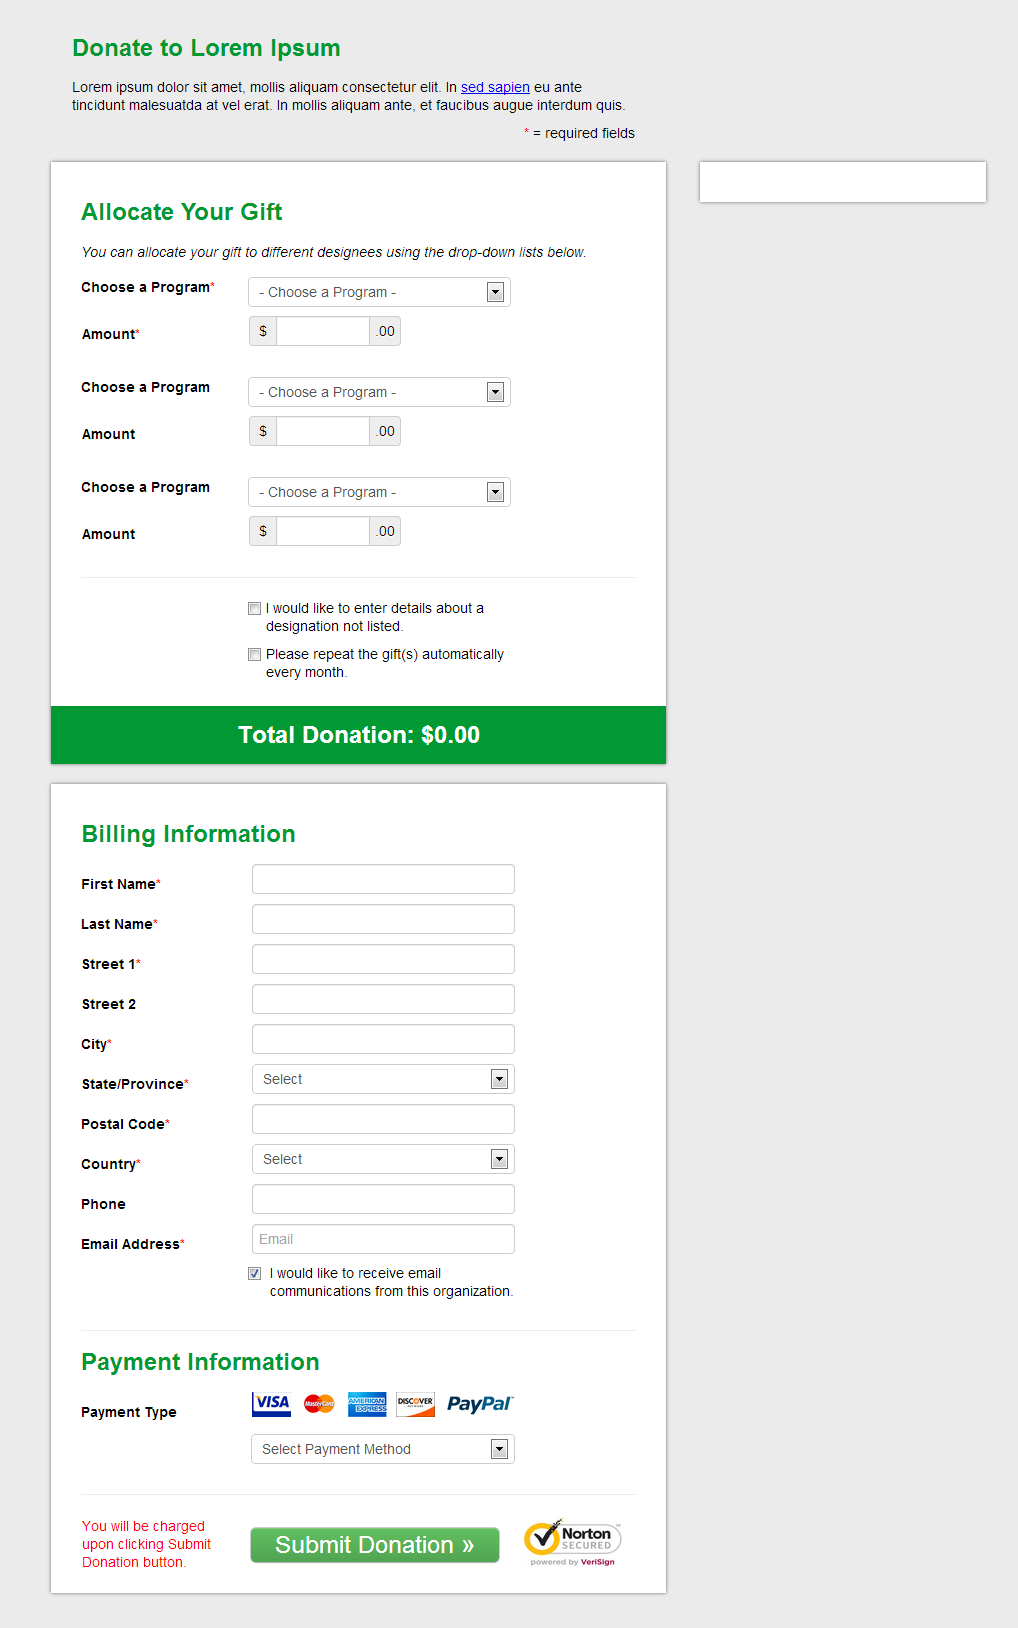 Donate to Lorem Ipsum
Lorem ipsum dolor sit amet, mollis aliquam consectetur elit. In sed sapien eu ante
tincidunt malesuatda at vel erat. In mollis aliquam ante, et faucibus augue interdum quis.
* = required fields
Allocate Your Gift
You can allocate your gift to different designees using the drop-down lists below.
Choose a Program* - Choose a Program -
Amount* $ .00
Choose a Program - Choose a Program -
Amount $ .00
Choose a Program - Choose a Program -
Amount $ .00
I would like to enter details about a
designation not listed.
Please repeat the gift(s) automatically
every month.
Total Donation: $0.00
Billing Information
First Name*
Last Name*
Street 1*
Street 2
City*
State/Province* Select
Postal Code*
Country* Select
Phone
Email Address* Email
I would like to receive email
communications from this organization.
Payment Information
Payment Type VISA MasterCard AMERICAN EXPRESS DISCOVER NETWORK PayPal™
Select Payment Method
You will be charged
upon clicking Submit
Donation button.
Submit Donation »
Norton™
SECURED
powered by VeriSign